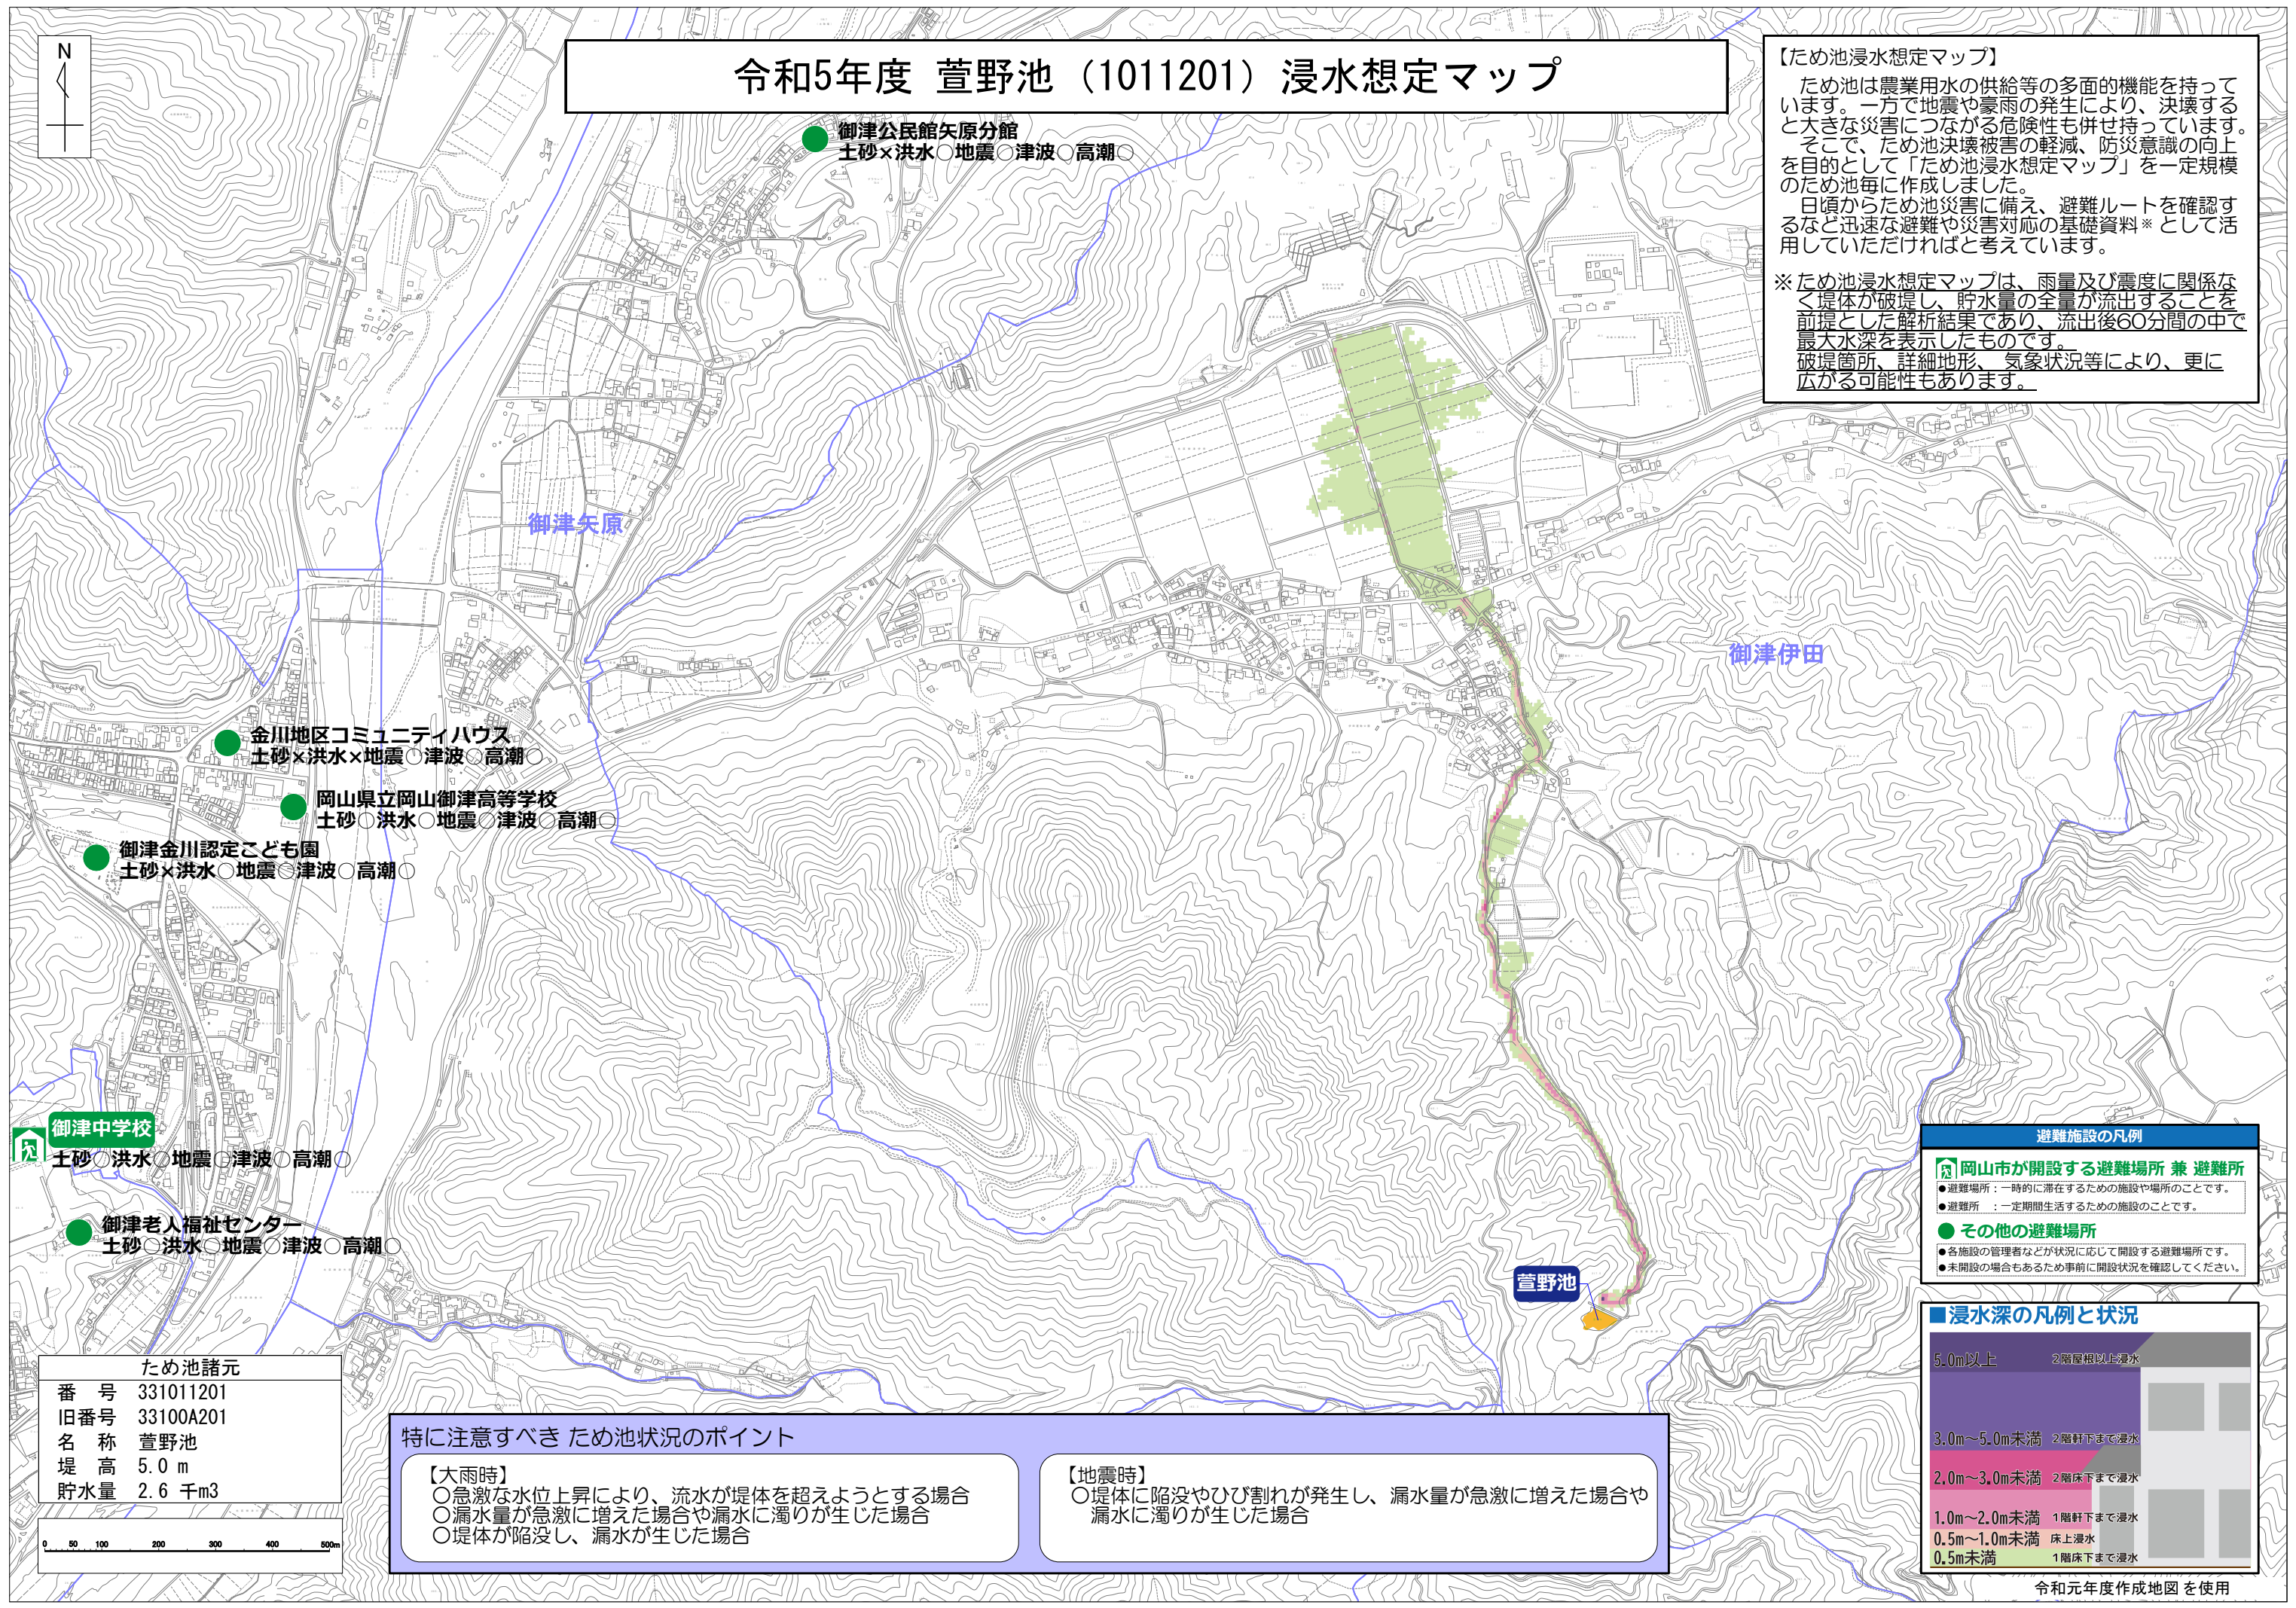 N
令和5年度 萱野池（1011201）浸水想定マップ
【ため池浸水想定マップ】
ため池は農業用水の供給等の多面的機能を持って
います。一方で地震や豪雨の発生により、決壊する
と大きな災害につながる危険性も併せ持っています。
そこで、ため池決壊被害の軽減、防災意識の向上
を目的として「ため池浸水想定マップ」を一定規模
のため池毎に作成しました。
日頃からため池災害に備え、避難ルートを確認す
るなど迅速な避難や災害対応の基礎資料※として活
用していただければと考えています。
※ため池浸水想定マップは、雨量及び震度に関係な
く堤体が破堤し、貯水量の全量が流出することを
前提とした解析結果であり、流出後60分間の中で
最大水深を表示したものです。
破堤箇所、詳細地形、気象状況等により、更に
広がる可能性もあります。
御津公民館矢原分館
土砂×洪水○地震○津波○高潮○
御津矢原
御津伊田
金川地区コミュニティハウス
土砂×洪水×地震○津波○高潮○
岡山県立岡山御津高等学校
土砂○洪水○地震○津波○高潮○
御津金川認定こども園
土砂×洪水○地震○津波○高潮○
御津中学校
土砂○洪水○地震○津波○高潮○
御津老人福祉センター
土砂○洪水○地震○津波○高潮○
萱野池
避難施設の凡例
岡山市が開設する避難場所 兼 避難所
●避難場所：一時的に滞在するための施設や場所のことです。
●避難所　：一定期間生活するための施設のことです。
● その他の避難場所
●各施設の管理者などが状況に応じて開設する避難場所です。
●未開設の場合もあるため事前に開設状況を確認してください。
■浸水深の凡例と状況
5.0m以上 2階屋根以上浸水
3.0m～5.0m未満 2階軒下まで浸水
2.0m～3.0m未満 2階床下まで浸水
1.0m～2.0m未満 1階軒下まで浸水
0.5m～1.0m未満 床上浸水
0.5m未満 1階床下まで浸水
ため池諸元
番　号 331011201
旧番号 33100A201
名　称 萱野池
堤　高 5.0 m
貯水量 2.6 千m3
0 50 100 200 300 400 500m
特に注意すべき ため池状況のポイント
【大雨時】
○急激な水位上昇により、流水が堤体を超えようとする場合
○漏水量が急激に増えた場合や漏水に濁りが生じた場合
○堤体が陥没し、漏水が生じた場合
【地震時】
○堤体に陥没やひび割れが発生し、漏水量が急激に増えた場合や
漏水に濁りが生じた場合
令和元年度作成地図を使用